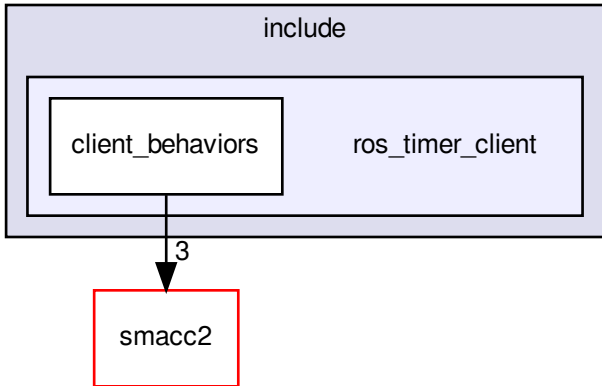 include
client_behaviors
ros_timer_client
3
smacc2